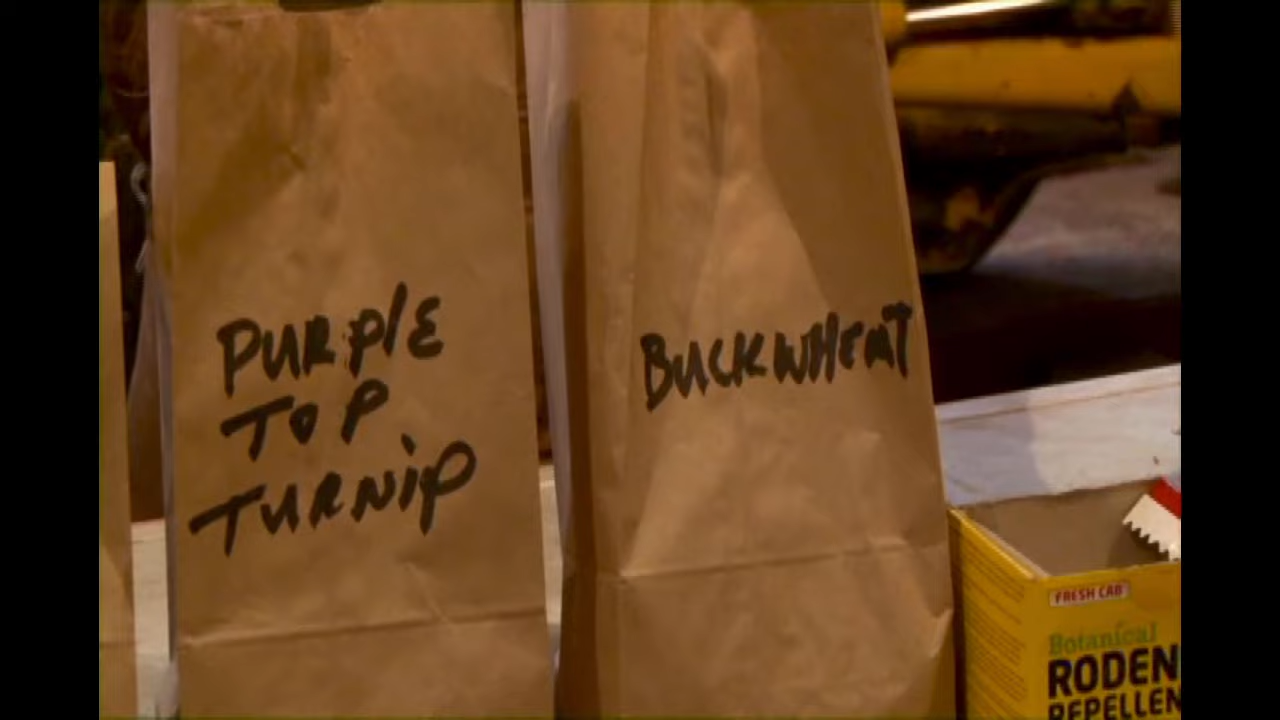 PURPLE
TOP
TURNiP
BUCKWHEAT
FRESH CAB
Botanical
RODEN
REPELLEN